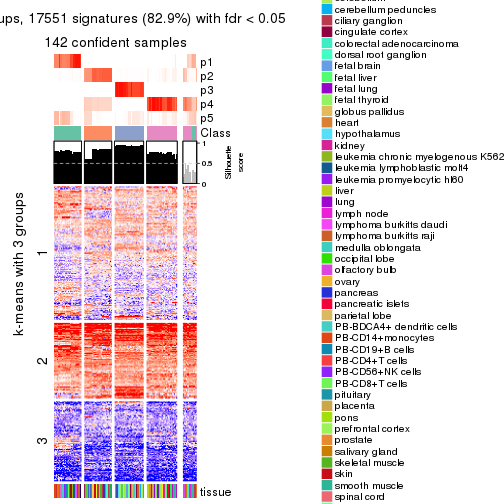 ups, 17551 signatures (82.9%) with fdr < 0.05
142 confident samples
p1
p2
p3
p4
p5
Class
1
0.5
0
Silhouette
score
k-means with 3 groups
1
2
3
tissue
cerebellum peduncles
ciliary ganglion
cingulate cortex
colorectal adenocarcinoma
dorsal root ganglion
fetal brain
fetal liver
fetal lung
fetal thyroid
globus pallidus
heart
hypothalamus
kidney
leukemia chronic myelogenous K562
leukemia lymphoblastic molt4
leukemia promyelocytic hl60
liver
lung
lymph node
lymphoma burkitts daudi
lymphoma burkitts raji
medulla oblongata
occipital lobe
olfactory bulb
ovary
pancreas
pancreatic islets
parietal lobe
PB-BDCA4+ dendritic cells
PB-CD14+monocytes
PB-CD19+B cells
PB-CD4+T cells
PB-CD56+NK cells
PB-CD8+T cells
pituitary
placenta
pons
prefrontal cortex
prostate
salivary gland
skeletal muscle
skin
smooth muscle
spinal cord